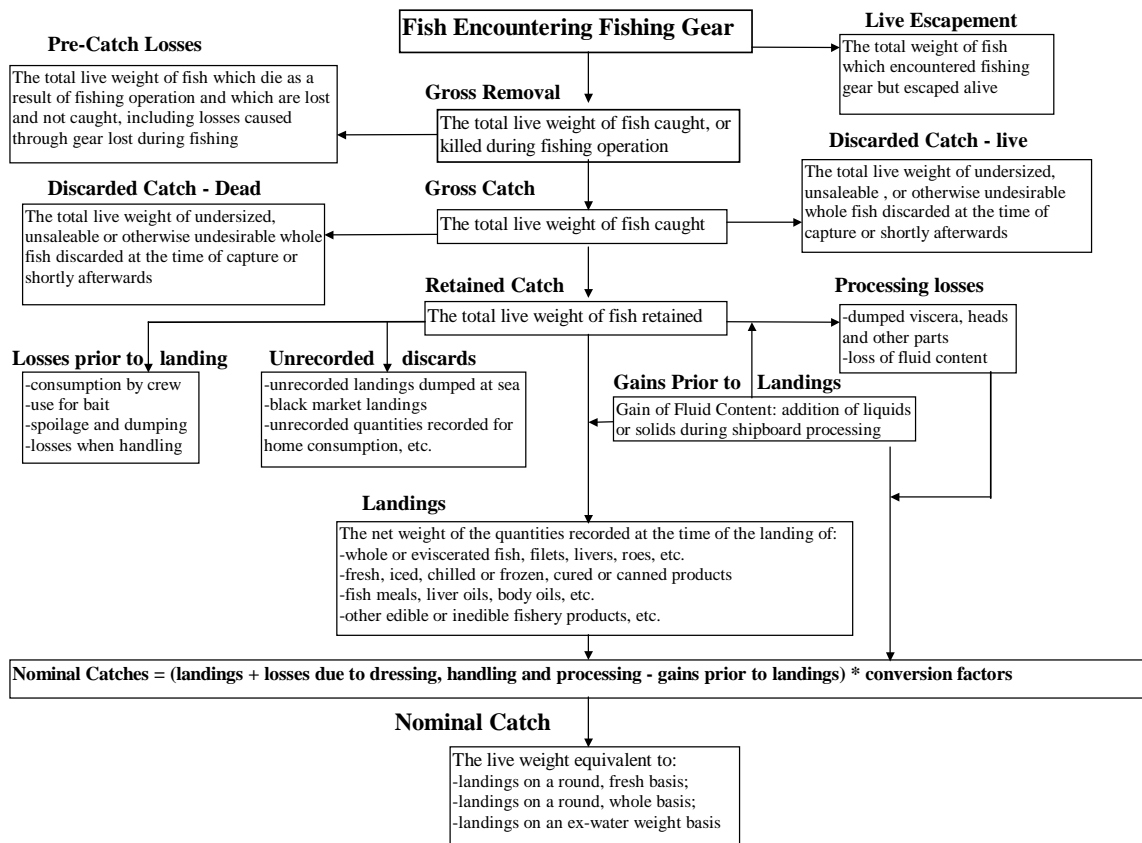 Fish Encountering Fishing Gear
Live Escapement
The total weight of fish
which encountered fishing
gear but escaped alive
Pre-Catch Losses
The total live weight of fish which die as a
result of fishing operation and which are lost
and not caught, including losses caused
through gear lost during fishing
Gross Removal
The total live weight of fish caught, or
killed during fishing operation
Discarded Catch - live
The total live weight of undersized,
unsaleable , or otherwise undesirable
whole fish discarded at the time of
capture or shortly afterwards
Discarded Catch - Dead
The total live weight of undersized,
unsaleable or otherwise undesirable whole
fish discarded at the time of capture or
shortly afterwards
Gross Catch
The total live weight of fish caught
Retained Catch
The total live weight of fish retained
Processing losses
-dumped viscera, heads
and other parts
-loss of fluid content
Losses prior to landing
-consumption by crew
-use for bait
-spoilage and dumping
-losses when handling
Unrecorded discards
-unrecorded landings dumped at sea
-black market landings
-unrecorded quantities recorded for
home consumption, etc.
Gains Prior to Landings
Gain of Fluid Content: addition of liquids
or solids during shipboard processing
Landings
The net weight of the quantities recorded at the time of the landing of:
-whole or eviscerated fish, filets, livers, roes, etc.
-fresh, iced, chilled or frozen, cured or canned products
-fish meals, liver oils, body oils, etc.
-other edible or inedible fishery products, etc.
Nominal Catches = (landings + losses due to dressing, handling and processing - gains prior to landings) * conversion factors
Nominal Catch
The live weight equivalent to:
-landings on a round, fresh basis;
-landings on a round, whole basis;
-landings on an ex-water weight basis